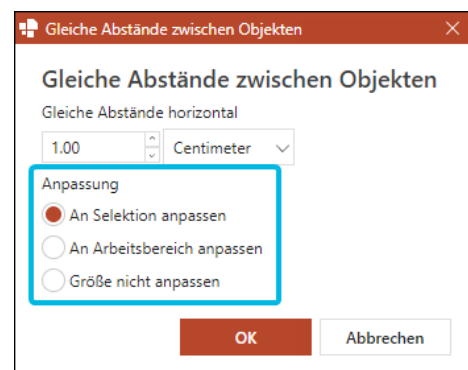 Gleiche Abstände zwischen Objekten
Gleiche Abstände zwischen Objekten
Gleiche Abstände horizontal
1.00 Centimeter
Anpassung
An Selektion anpassen
An Arbeitsbereich anpassen
Größe nicht anpassen
OK Abbrechen